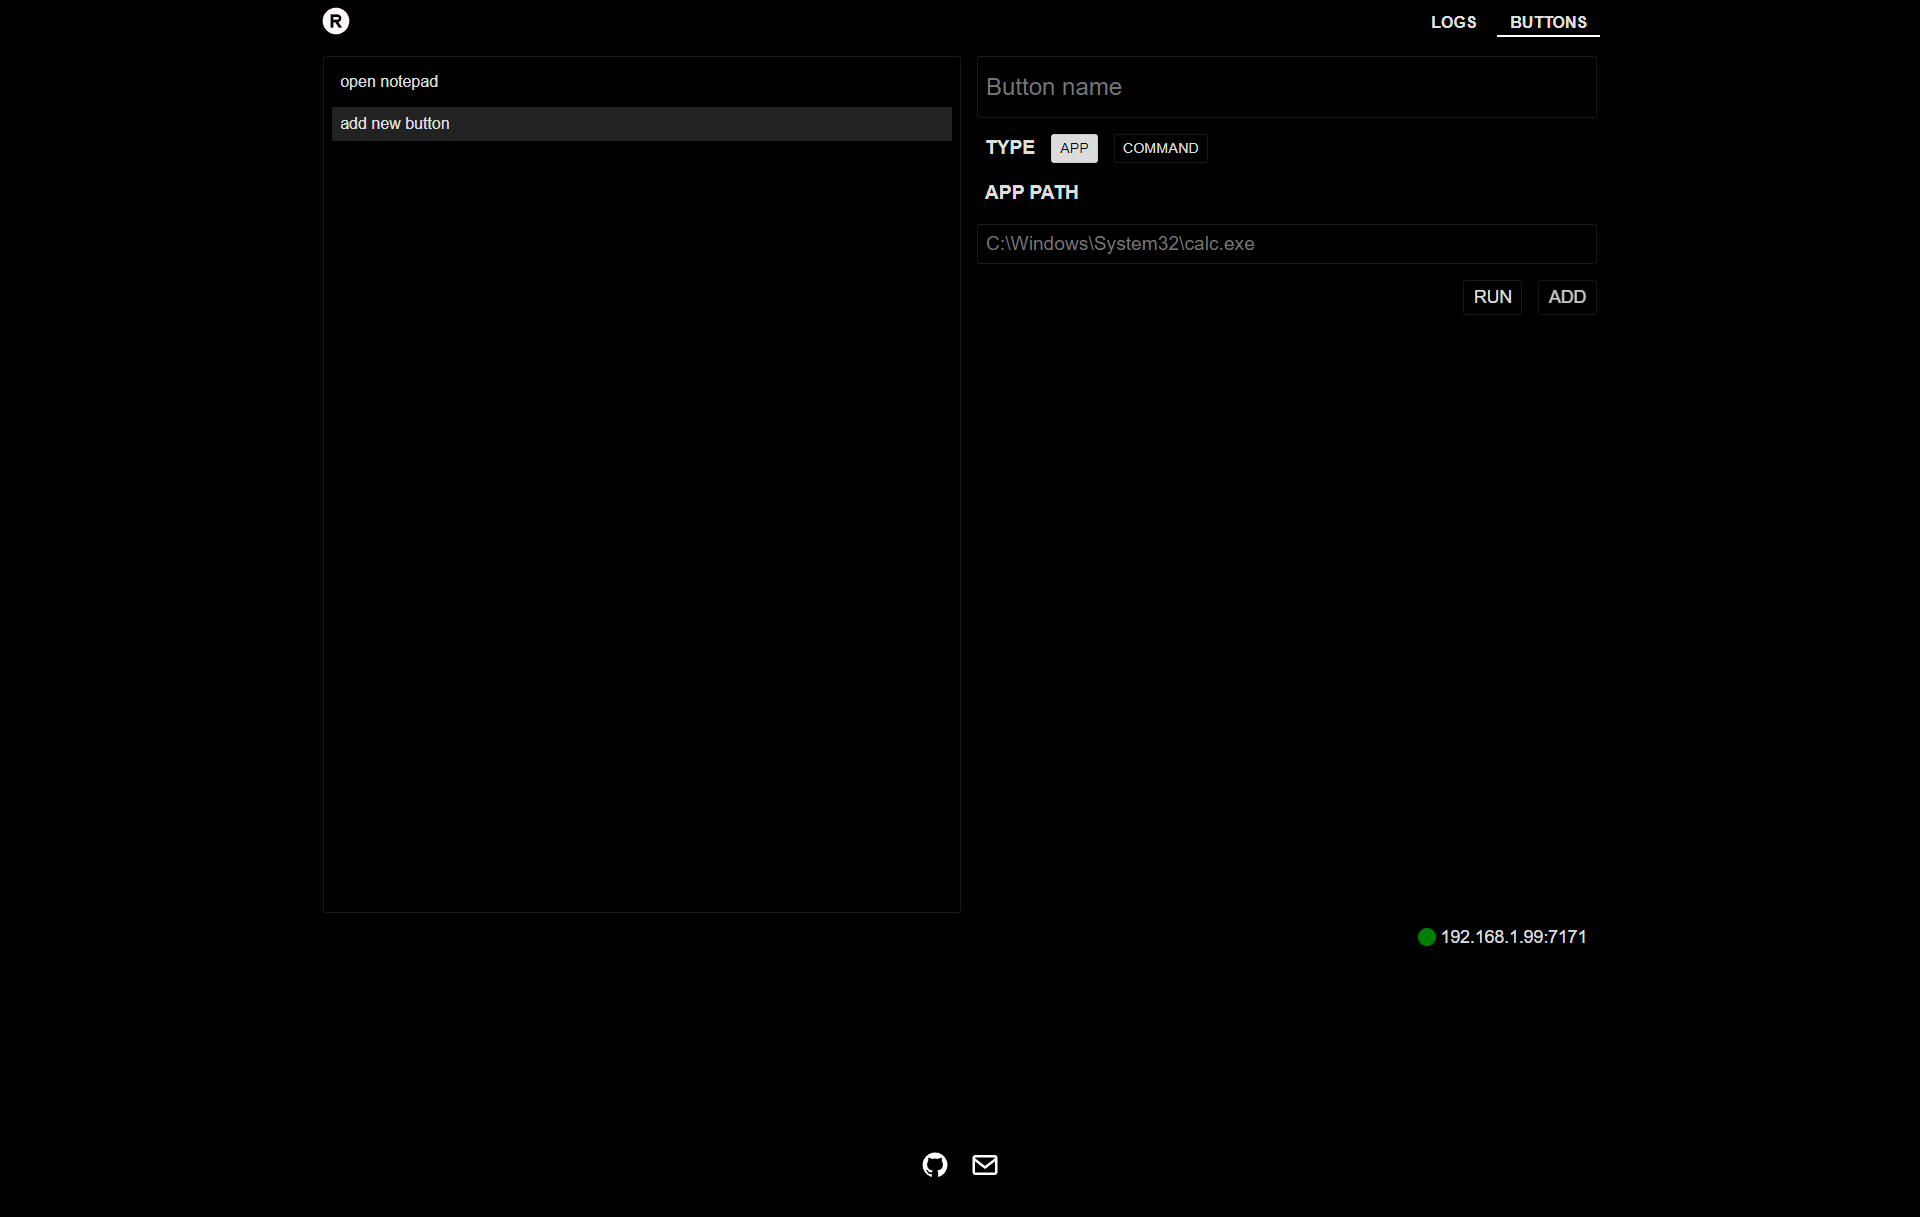 R
LOGS BUTTONS
open notepad
add new button
Button name
TYPE APP COMMAND
APP PATH
C:\Windows\System32\calc.exe
RUN ADD
192.168.1.99:7171